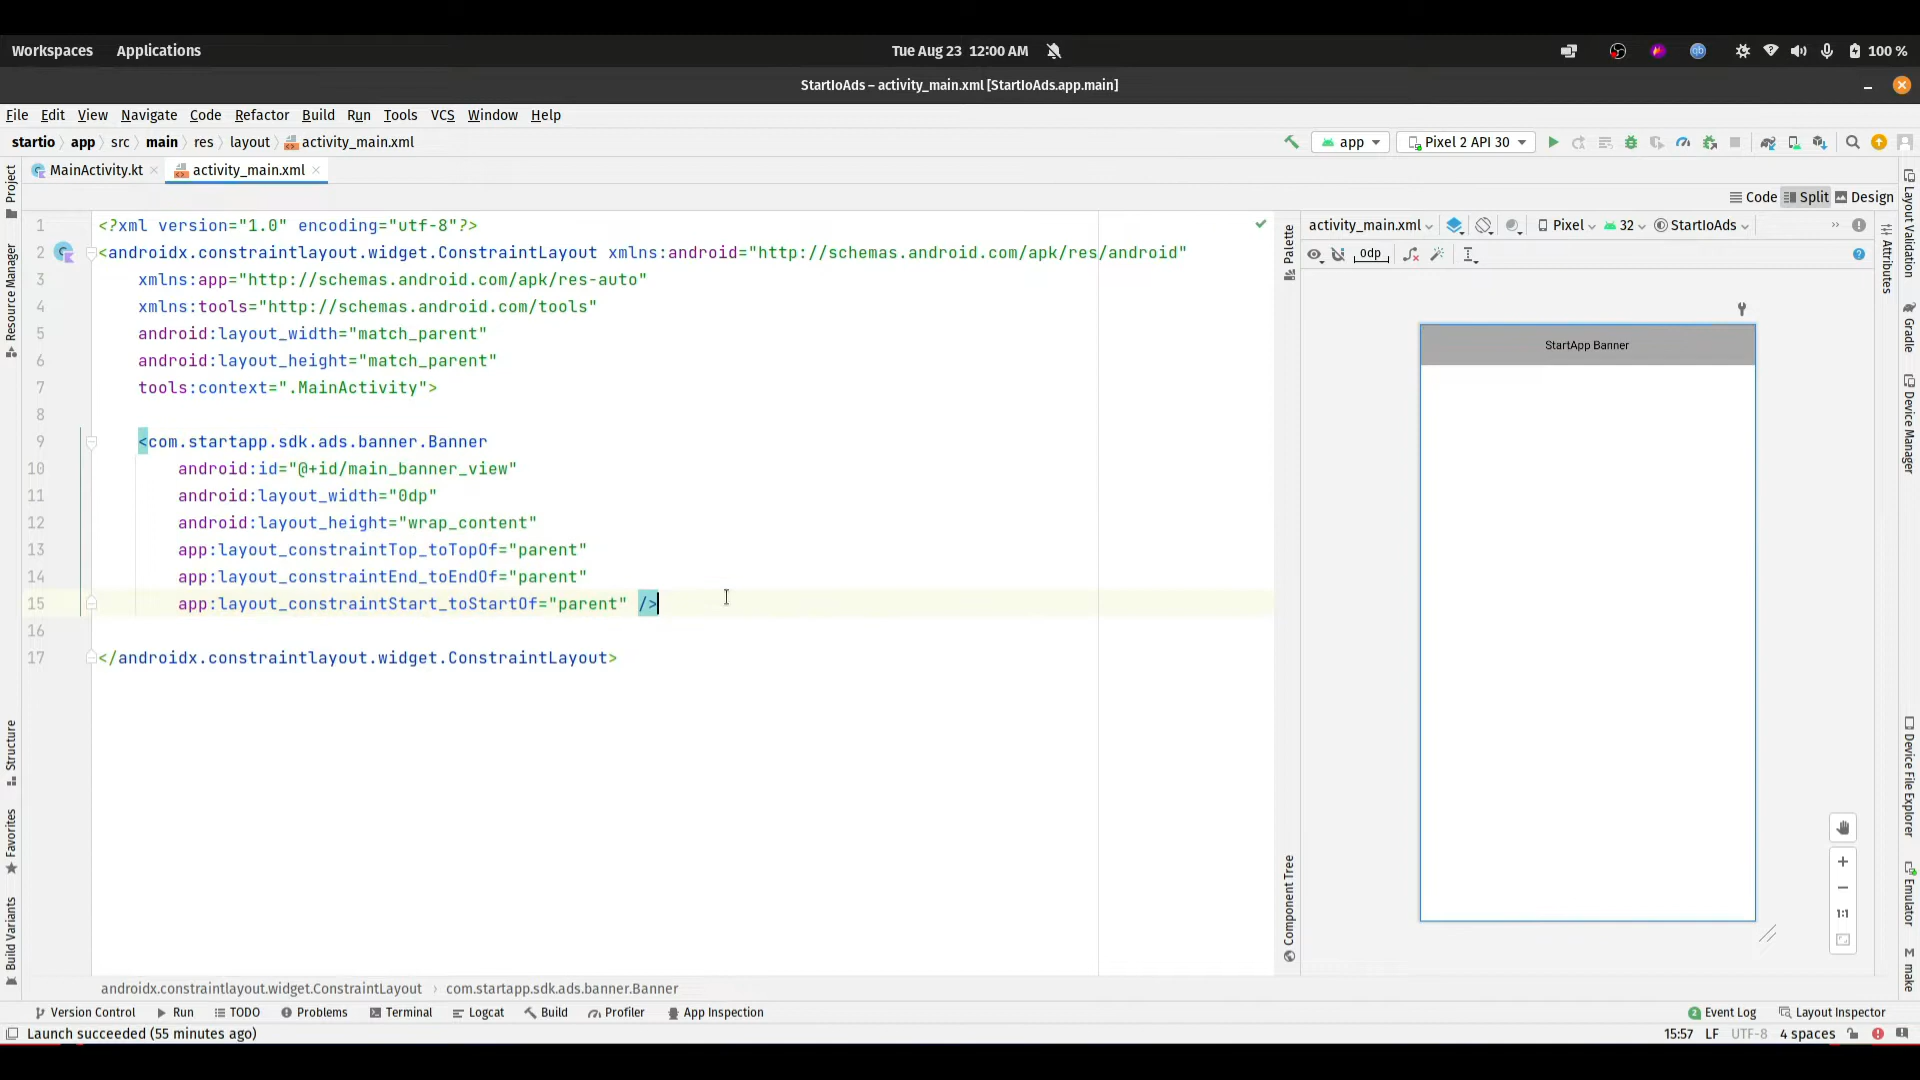 Workspaces Applications Tue Aug 23 12:00 AM 100 %
StartIoAds – activity_main.xml [StartIoAds.app.main]
File Edit View Navigate Code Refactor Build Run Tools VCS Window Help
startio app src main res layout activity_main.xml app Pixel 2 API 30
MainActivity.kt activity_main.xml
Code Split Design
activity_main.xml Pixel 32 StartIoAds
0dp
1 <?xml version="1.0" encoding="utf-8"?>
2 <androidx.constraintlayout.widget.ConstraintLayout xmlns:android="http://schemas.android.com/apk/res/android"
3 xmlns:app="http://schemas.android.com/apk/res-auto"
4 xmlns:tools="http://schemas.android.com/tools"
5 android:layout_width="match_parent"
6 android:layout_height="match_parent"
7 tools:context=".MainActivity">
8
9 <com.startapp.sdk.ads.banner.Banner
10 android:id="@+id/main_banner_view"
11 android:layout_width="0dp"
12 android:layout_height="wrap_content"
13 app:layout_constraintTop_toTopOf="parent"
14 app:layout_constraintEnd_toEndOf="parent"
15 app:layout_constraintStart_toStartOf="parent" />
16
17 </androidx.constraintlayout.widget.ConstraintLayout>
StartApp Banner
1:1
Project
Resource Manager
Structure
Favorites
Build Variants
Palette
Component Tree
Attributes
Layout Validation
Gradle
Device Manager
Device File Explorer
Emulator
make
androidx.constraintlayout.widget.ConstraintLayout › com.startapp.sdk.ads.banner.Banner
Version Control Run TODO Problems Terminal Logcat Build Profiler App Inspection 2 Event Log Layout Inspector
Launch succeeded (55 minutes ago) 15:57 LF UTF-8 4 spaces